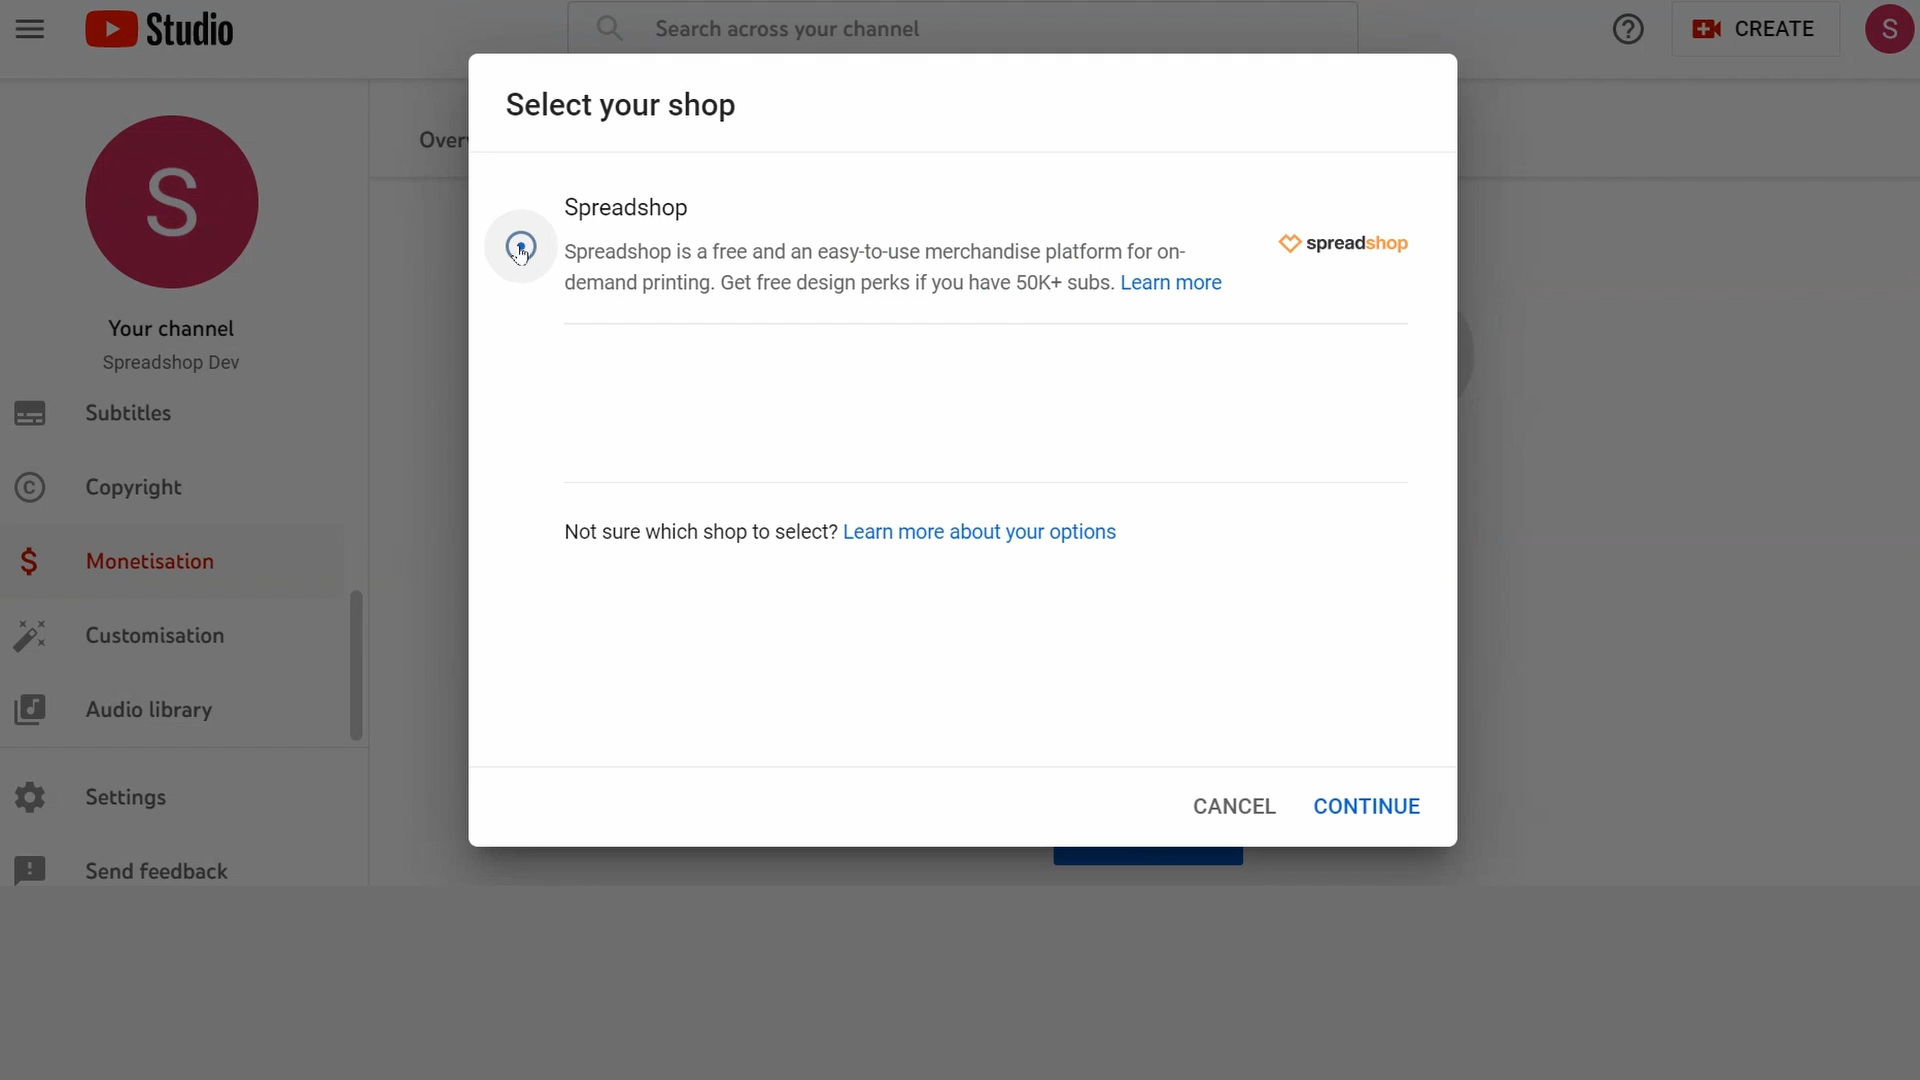 Studio
Search across your channel
CREATE
S
Select your shop
S
Over
Spreadshop
Spreadshop is a free and an easy-to-use merchandise platform for on-
demand printing. Get free design perks if you have 50K+ subs. Learn more
spreadshop
Your channel
Spreadshop Dev
Subtitles
Copyright
Monetisation
Customisation
Audio library
Settings
Send feedback
Not sure which shop to select? Learn more about your options
CANCEL
CONTINUE